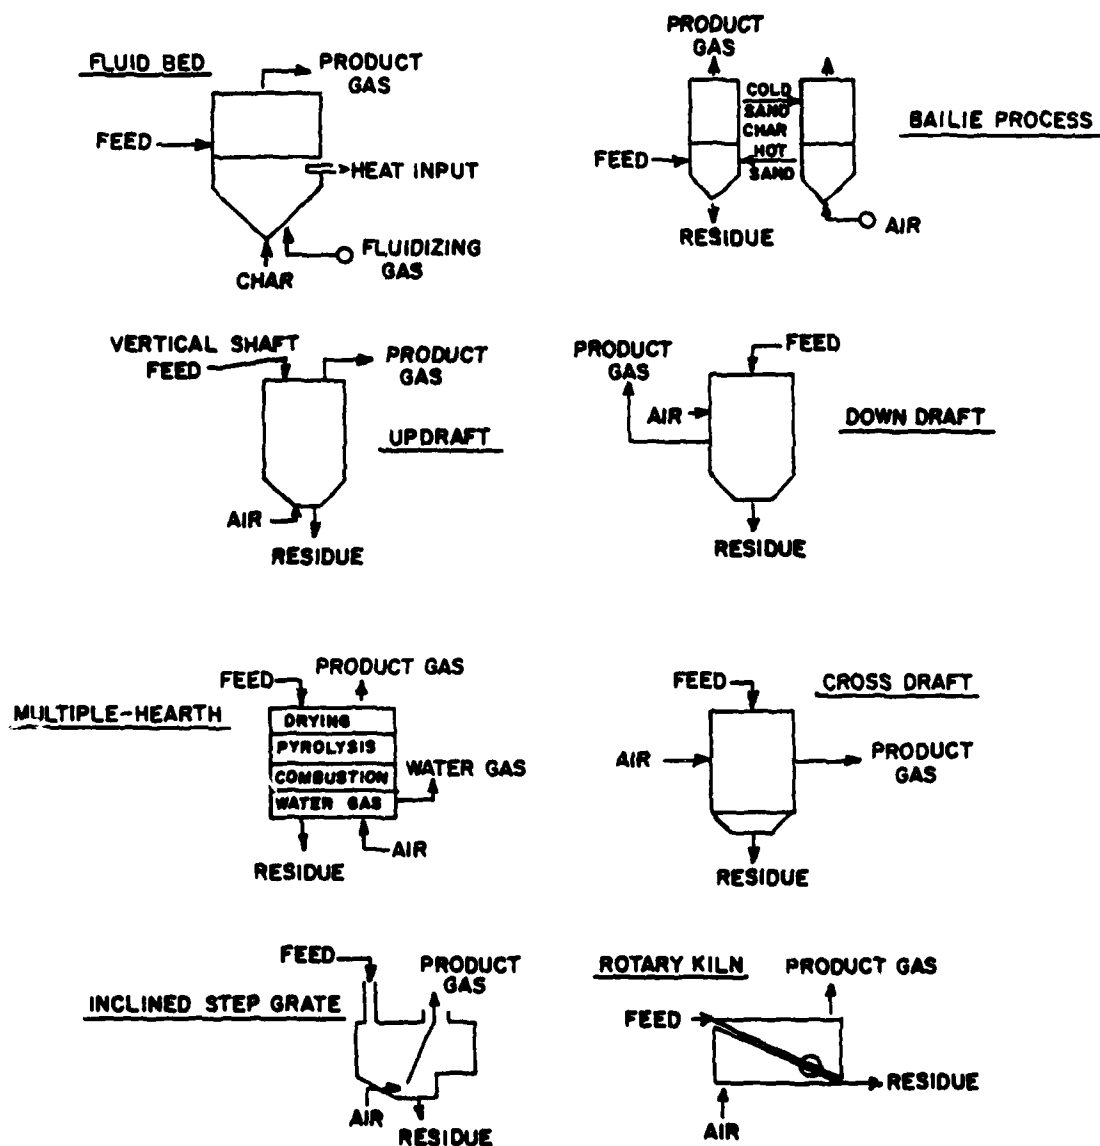 FLUID BED
PRODUCT
GAS
FEED
HEAT INPUT
FLUIDIZING
GAS
CHAR
PRODUCT
GAS
COLD
SAND
CHAR
HOT
SAND
FEED
BAILIE PROCESS
RESIDUE
AIR
VERTICAL SHAFT
FEED
PRODUCT
GAS
UPDRAFT
AIR
RESIDUE
FEED
PRODUCT
GAS
AIR
DOWN DRAFT
RESIDUE
FEED
PRODUCT GAS
MULTIPLE-HEARTH
DRYING
PYROLYSIS
COMBUSTION
WATER GAS
WATER GAS
AIR
RESIDUE
FEED
CROSS DRAFT
AIR
PRODUCT
GAS
RESIDUE
FEED
PRODUCT
GAS
INCLINED STEP GRATE
AIR
RESIDUE
ROTARY KILN
PRODUCT GAS
FEED
RESIDUE
AIR